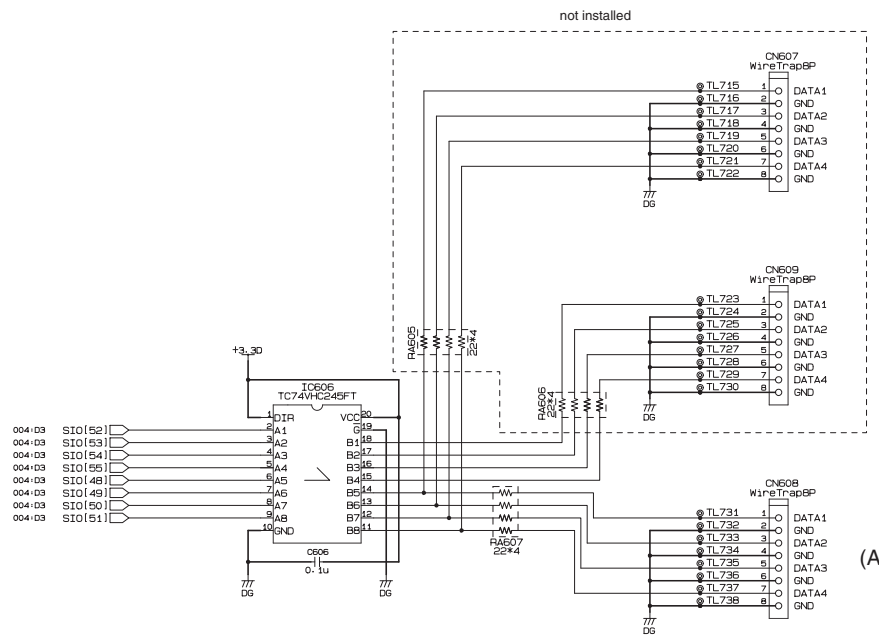 not installed
CN607
WireTrap8P
TL715 1 DATA1
TL716 2 GND
TL717 3 DATA2
TL718 4 GND
TL719 5 DATA3
TL720 6 GND
TL721 7 DATA4
TL722 8 GND
DG
CN609
WireTrap8P
TL723 1 DATA1
TL724 2 GND
TL725 3 DATA2
TL726 4 GND
TL727 5 DATA3
TL728 6 GND
TL729 7 DATA4
TL730 8 GND
DG
RA605
22*4
RA606
22*4
+3.3D
IC606
TC74VHC245FT
1 DIR VCC 20
004:D3 SIO[52] 2 A1 G 19
004:D3 SIO[53] 3 A2 B1 18
004:D3 SIO[54] 4 A3 B2 17
004:D3 SIO[55] 5 A4 B3 16
004:D3 SIO[48] 6 A5 B4 15
004:D3 SIO[49] 7 A6 B5 14
004:D3 SIO[50] 8 A7 B6 13
004:D3 SIO[51] 9 A8 B7 12
10 GND B8 11
C606
0.1u
DG
DG
RA607
22*4
CN608
WireTrap8P
TL731 1 DATA1
TL732 2 GND
TL733 3 DATA2
TL734 4 GND
TL735 5 DATA3
TL736 6 GND
TL737 7 DATA4
TL738 8 GND
DG
(A